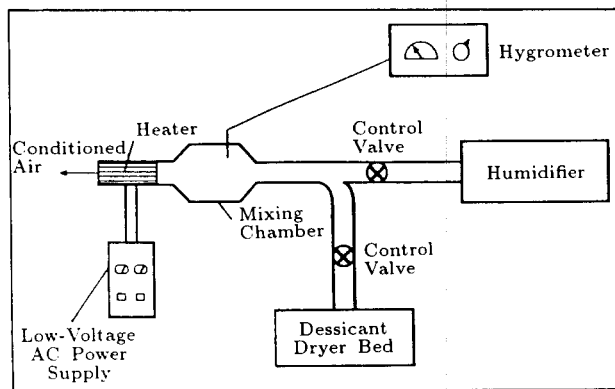 Hygrometer
Heater
Conditioned
Air
Control
Valve
Humidifier
Mixing
Chamber
Control
Valve
Low-Voltage
AC Power
Supply
Dessicant
Dryer Bed